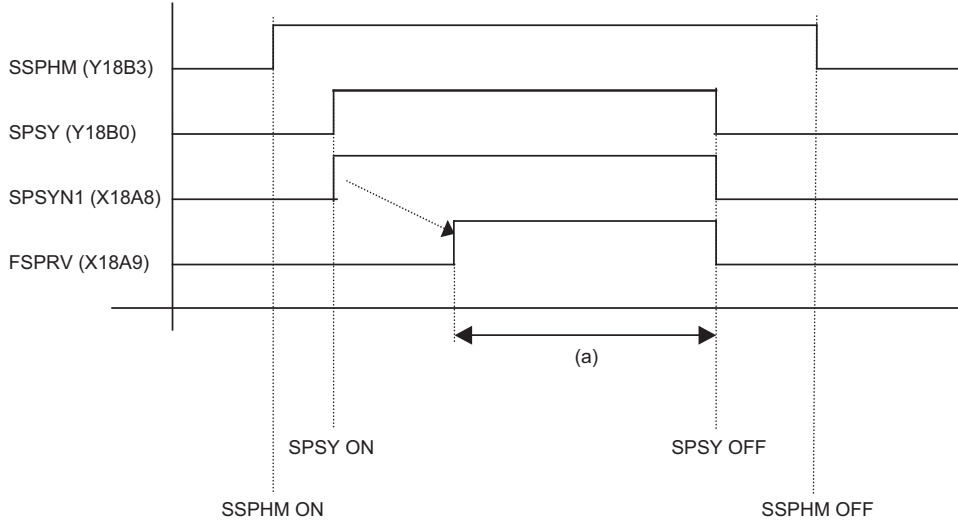 SSPHM (Y18B3)
SPSY (Y18B0)
SPSYN1 (X18A8)
FSPRV (X18A9)
(a)
SPSY ON
SPSY OFF
SSPHM ON
SSPHM OFF